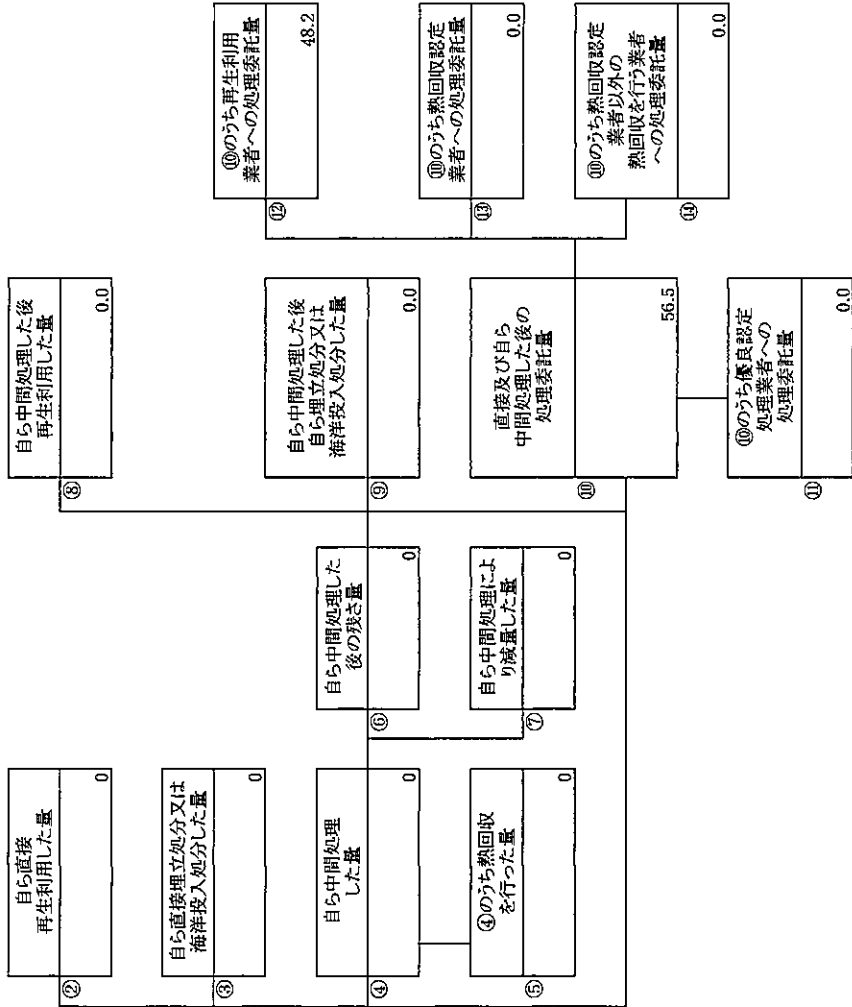 ②
自ら直接
再生利用した量
0
③
自ら直接埋立処分又は
海洋投入処分した量
0
④
自ら中間処理
した量
0
⑤
④のうち熱回収
を行った量
0
⑥
自ら中間処理した
後の残さ量
0
⑦
自ら中間処理によ
り減量した量
0
⑧
自ら中間処理した後
再生利用した量
0.0
⑨
自ら中間処理した後
自ら埋立処分又は
海洋投入処分した量
0.0
⑩
直接及び自ら
中間処理した後の
処理委託量
56.5
⑪
⑩のうち優良認定
処理業者への
処理委託量
0.0
⑫
⑩のうち再生利用
業者への処理委託量
48.2
⑬
⑩のうち熱回収認定
業者への処理委託量
0.0
⑭
⑩のうち熱回収認定
業者以外の
熱回収を行う業者
への処理委託量
0.0